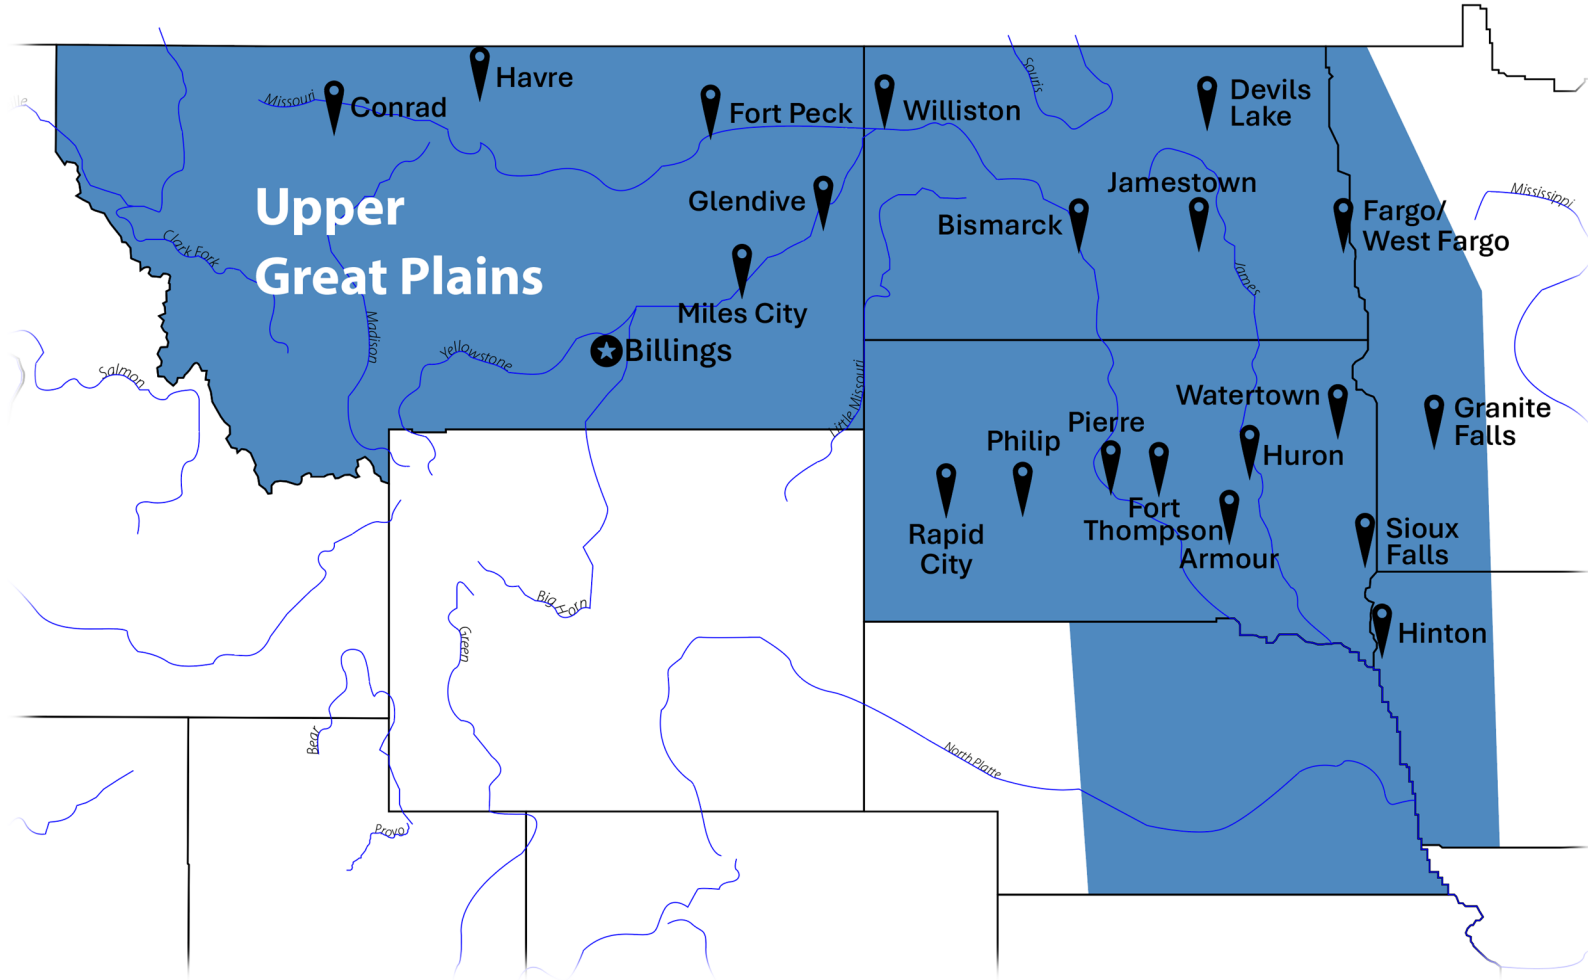 Upper
Great Plains
Havre
Conrad
Missouri
Fort Peck
Williston
Souris
Devils
Lake
Glendive
Jamestown
Bismarck
Fargo/
West Fargo
Mississippi
Clark Fork
Miles City
James
Madison
Billings
Yellowstone
Salmon
Little Missouri
Watertown
Granite
Falls
Pierre
Philip
Huron
Fort
Thompson
Rapid
City
Armour
Sioux
Falls
Big Horn
Green
Hinton
Bear
North Platte
Provo